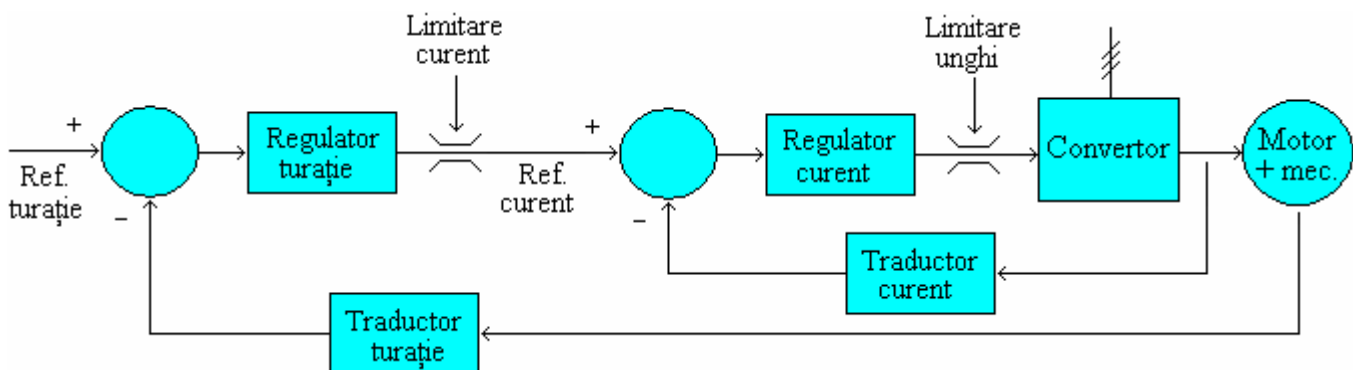 Limitare
curent
Limitare
unghi
+
Regulator
turație
+
Regulator
curent
Convertor
Motor
+ mec.
Ref.
turație
Ref.
curent
−
−
Traductor
curent
Traductor
turație